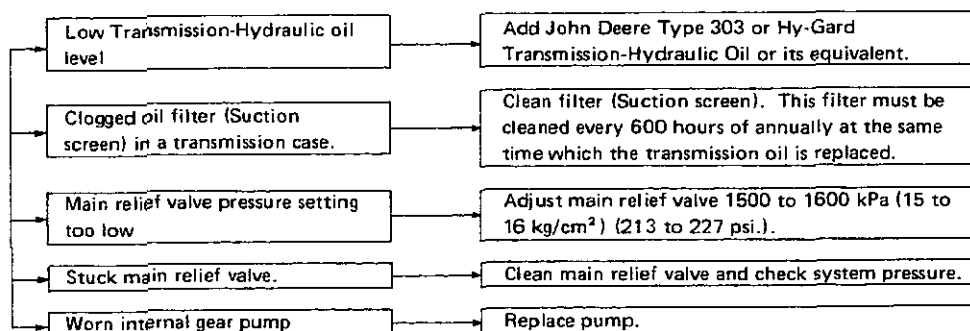 Low Transmission-Hydraulic oil
level
Add John Deere Type 303 or Hy-Gard
Transmission-Hydraulic Oil or its equivalent.
Clogged oil filter (Suction
screen) in a transmission case.
Clean filter (Suction screen). This filter must be
cleaned every 600 hours of annually at the same
time which the transmission oil is replaced.
Main relief valve pressure setting
too low
Adjust main relief valve 1500 to 1600 kPa (15 to
16 kg/cm²) (213 to 227 psi.).
Stuck main relief valve.
Clean main relief valve and check system pressure.
Worn internal gear pump
Replace pump.